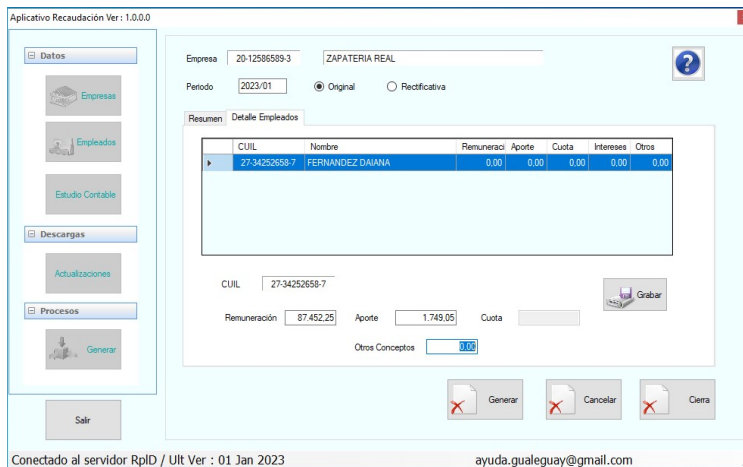 Aplicativo Recaudación Ver : 1.0.0.0
Datos
Empresas
Empleados
Estudio Contable
Descargas
Actualizaciones
Procesos
Generar
Salir
Empresa 20-12586589-3 ZAPATERIA REAL
Periodo 2023/01 Original Rectificativa
Resumen Detalle Empleados
CUIL Nombre Remuneraci Aporte Cuota Intereses Otros
27-34252658-7 FERNANDEZ DAIANA 0,00 0,00 0,00 0,00 0,00
CUIL 27-34252658-7
Grabar
Remuneración 87.452,25 Aporte 1.749,05 Cuota
Otros Conceptos 0,00
Generar Cancelar Cierra
Conectado al servidor RplD / Ult Ver : 01 Jan 2023 ayuda.gualeguay@gmail.com